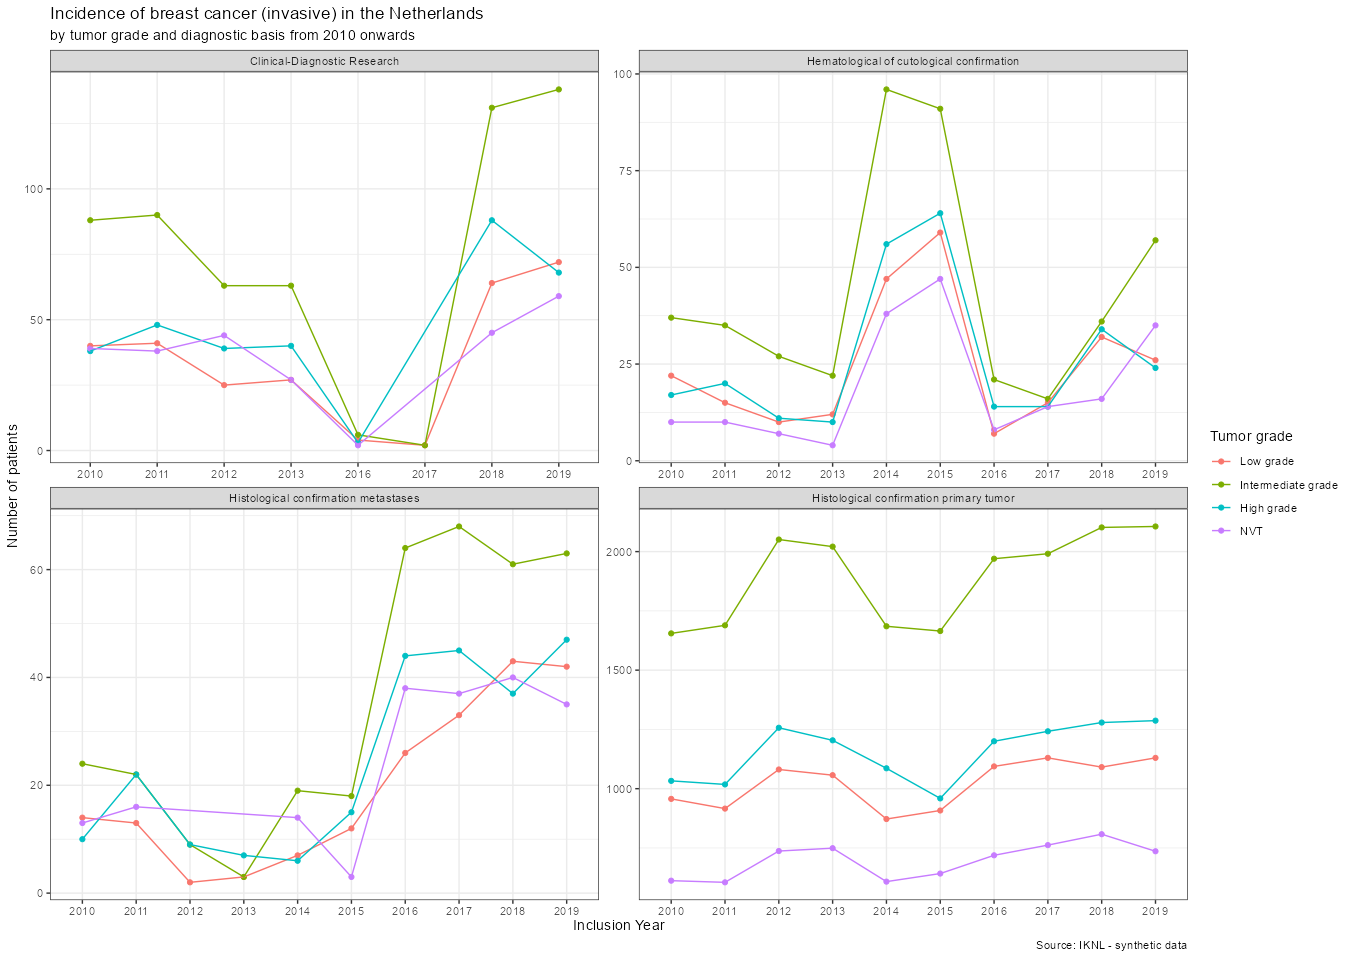 Incidence of breast cancer (invasive) in the Netherlands
by tumor grade and diagnostic basis from 2010 onwards
Clinical-Diagnostic Research
Hematological of cutological confirmation
100
50
0
2010 2011 2012 2013 2016 2017 2018 2019
100
75
50
25
0
2010 2011 2012 2013 2014 2015 2016 2017 2018 2019
Histological confirmation metastases
Histological confirmation primary tumor
60
40
20
0
2010 2011 2012 2013 2014 2015 2016 2017 2018 2019
2000
1500
1000
2010 2011 2012 2013 2014 2015 2016 2017 2018 2019
Number of patients
Inclusion Year
Tumor grade
Low grade
Intermediate grade
High grade
NVT
Source: IKNL - synthetic data